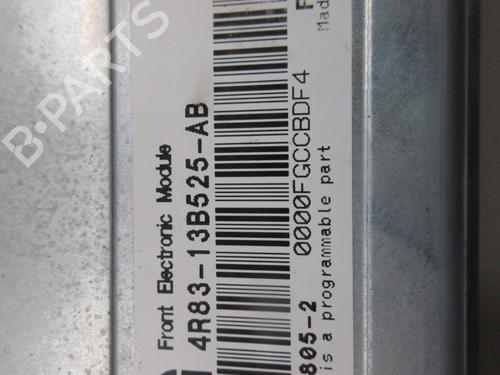 Front Electronic Module
4R83-13B525-AB
0000FGCCBDF4
805-2
is a programmable part
Mad
B-Parts